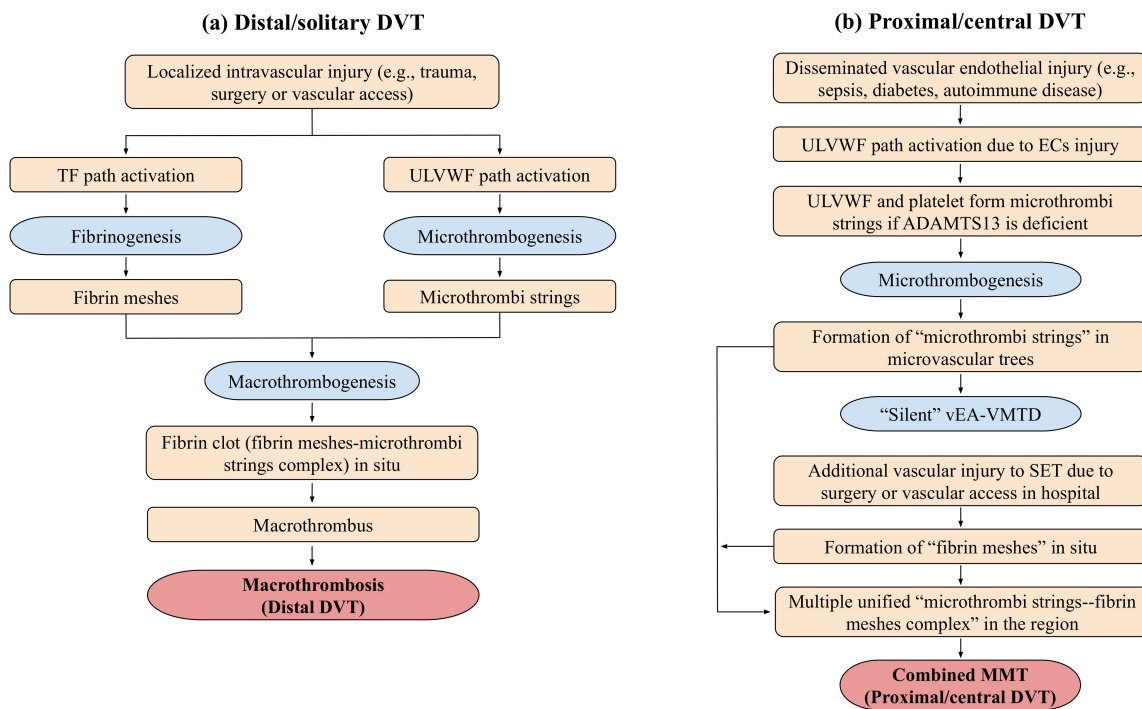 (a) Distal/solitary DVT
Localized intravascular injury (e.g., trauma,
surgery or vascular access)
TF path activation
ULVWF path activation
Fibrinogenesis
Microthrombogenesis
Fibrin meshes
Microthrombi strings
Macrothrombogenesis
Fibrin clot (fibrin meshes-microthrombi
strings complex) in situ
Macrothrombus
Macrothrombosis
(Distal DVT)
(b) Proximal/central DVT
Disseminated vascular endothelial injury (e.g.,
sepsis, diabetes, autoimmune disease)
ULVWF path activation due to ECs injury
ULVWF and platelet form microthrombi
strings if ADAMTS13 is deficient
Microthrombogenesis
Formation of “microthrombi strings” in
microvascular trees
“Silent” vEA-VMTD
Additional vascular injury to SET due to
surgery or vascular access in hospital
Formation of “fibrin meshes” in situ
Multiple unified “microthrombi strings--fibrin
meshes complex” in the region
Combined MMT
(Proximal/central DVT)